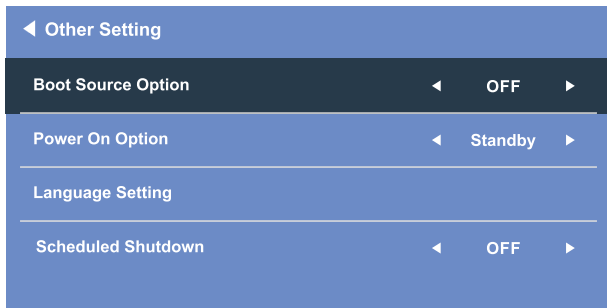 Other Setting
Boot Source Option OFF
Power On Option Standby
Language Setting
Scheduled Shutdown OFF